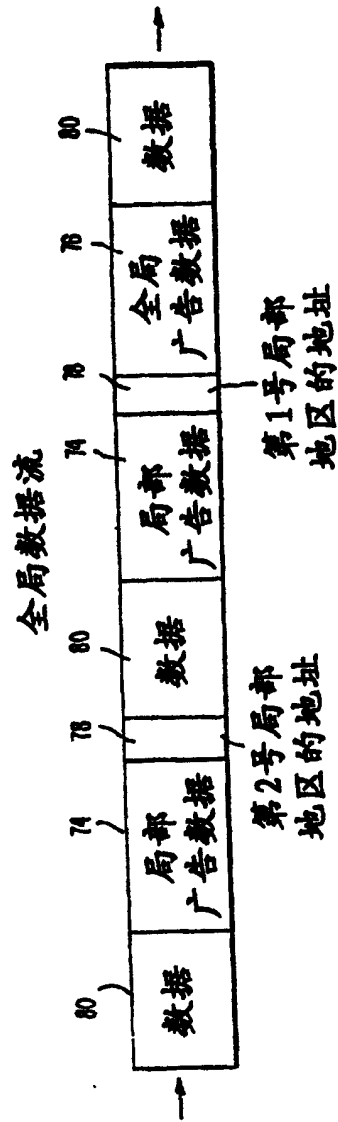 全局数据流
80
74
78
80
74
78
78
80
数据
局部
广告数据
数据
局部
广告数据
全局
广告数据
数据
第2号局部
地区的地址
第1号局部
地区的地址